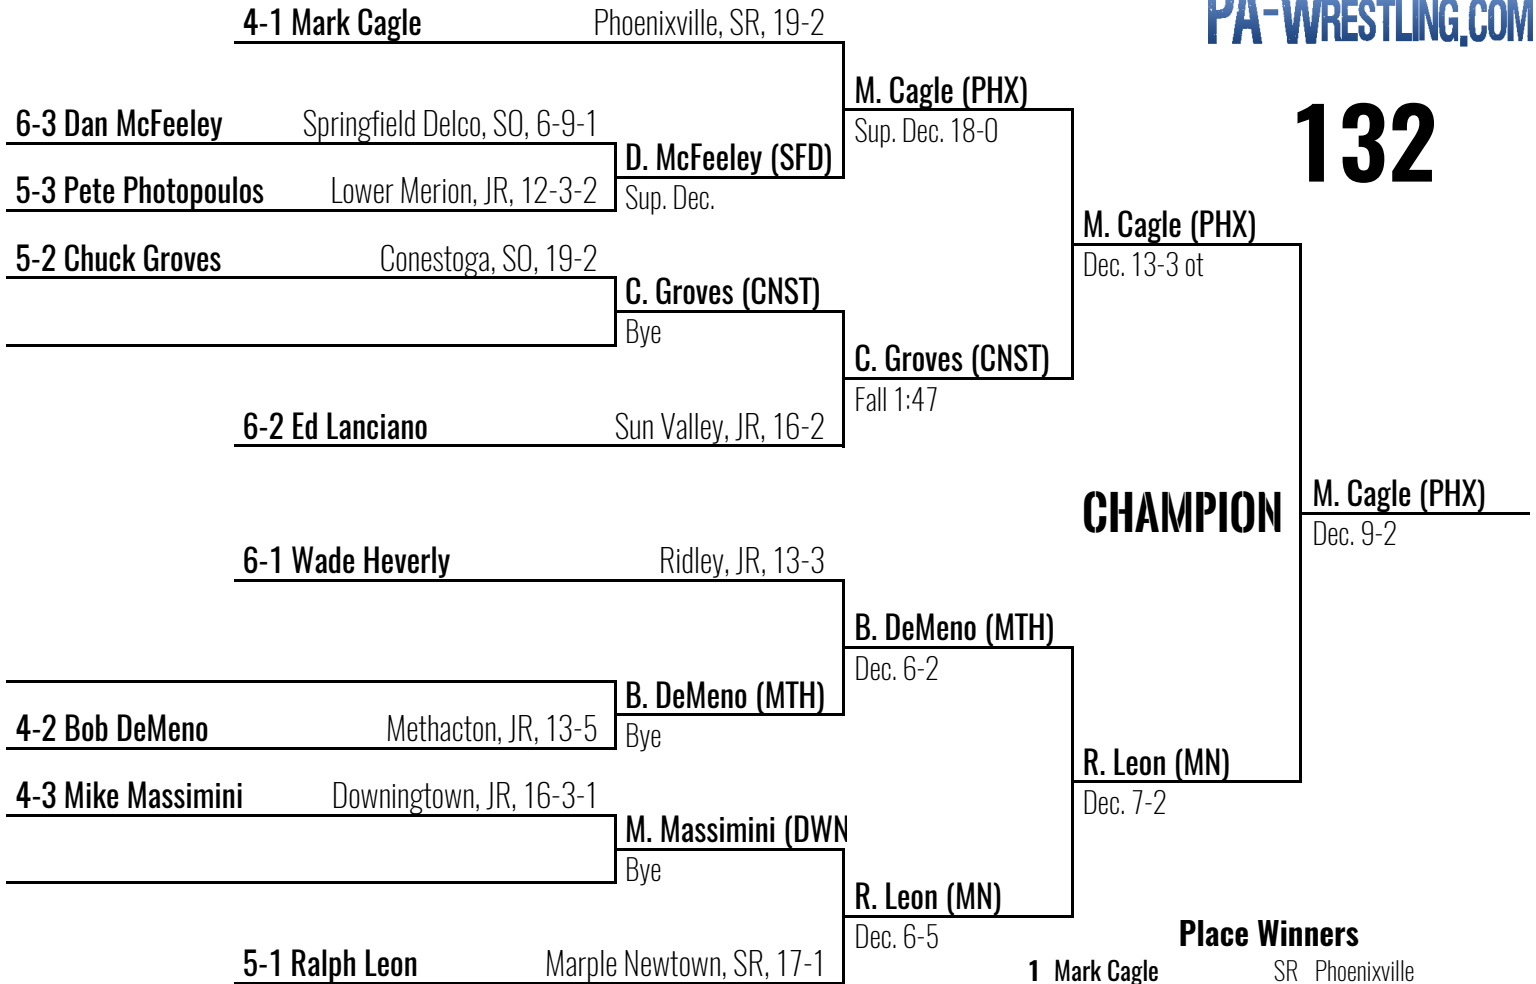 PA-WRESTLING.COM
132
4-1 Mark Cagle Phoenixville, SR, 19-2
M. Cagle (PHX)
Sup. Dec. 18-0
6-3 Dan McFeeley Springfield Delco, SO, 6-9-1
D. McFeeley (SFD)
Sup. Dec.
5-3 Pete Photopoulos Lower Merion, JR, 12-3-2
M. Cagle (PHX)
Dec. 13-3 ot
5-2 Chuck Groves Conestoga, SO, 19-2
C. Groves (CNST)
Bye
C. Groves (CNST)
Fall 1:47
6-2 Ed Lanciano Sun Valley, JR, 16-2
CHAMPION
M. Cagle (PHX)
Dec. 9-2
6-1 Wade Heverly Ridley, JR, 13-3
B. DeMeno (MTH)
Dec. 6-2
B. DeMeno (MTH)
Bye
4-2 Bob DeMeno Methacton, JR, 13-5
R. Leon (MN)
Dec. 7-2
4-3 Mike Massimini Downingtown, JR, 16-3-1
M. Massimini (DWN
Bye
R. Leon (MN)
Dec. 6-5
5-1 Ralph Leon Marple Newtown, SR, 17-1
Place Winners
1 Mark Cagle SR Phoenixville